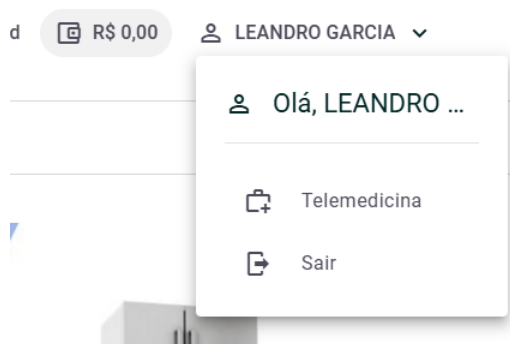 d
R$ 0,00
LEANDRO GARCIA
Olá, LEANDRO ...
Telemedicina
Sair